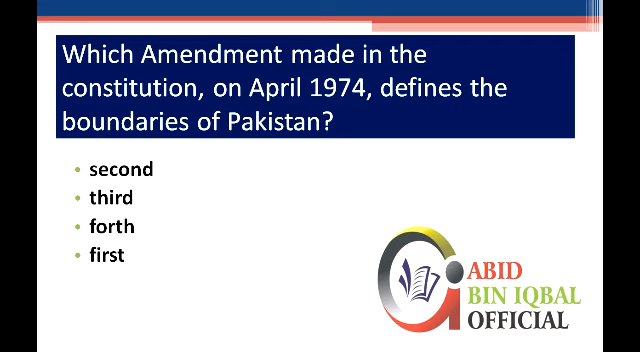 Which Amendment made in the
constitution, on April 1974, defines the
boundaries of Pakistan?
• second
• third
• forth
• first
ABID
BIN IQBAL
OFFICIAL